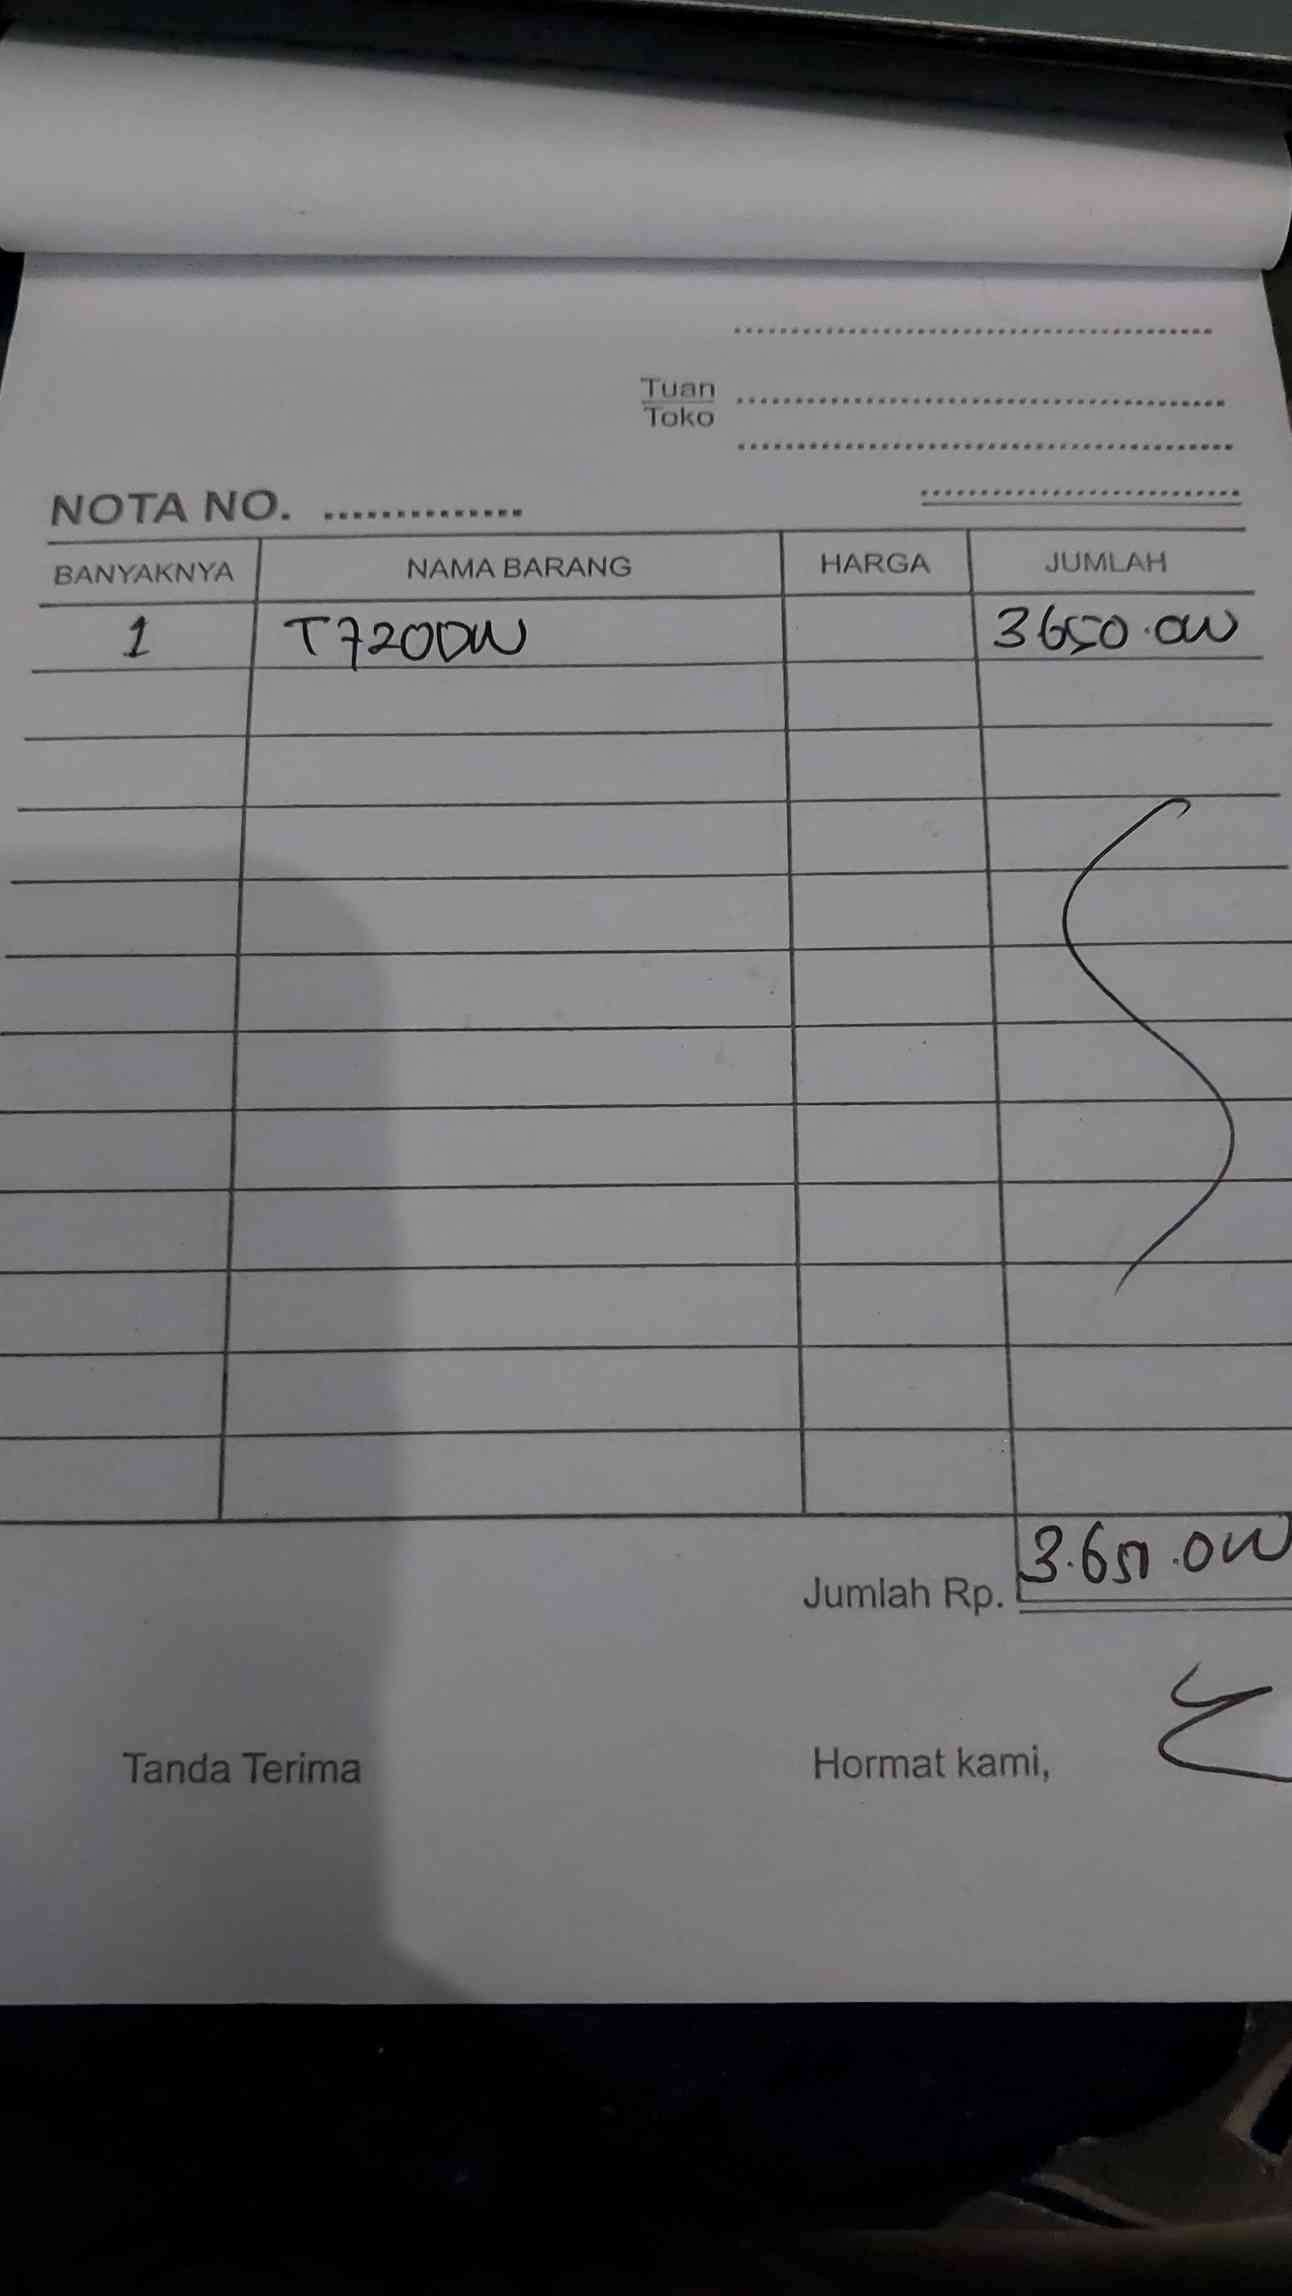 Tuan
Toko
NOTA NO. ..............
BANYAKNYA NAMA BARANG HARGA JUMLAH
1 T720DW 3650.000
Jumlah Rp. 3.650.000
Tanda Terima Hormat kami,